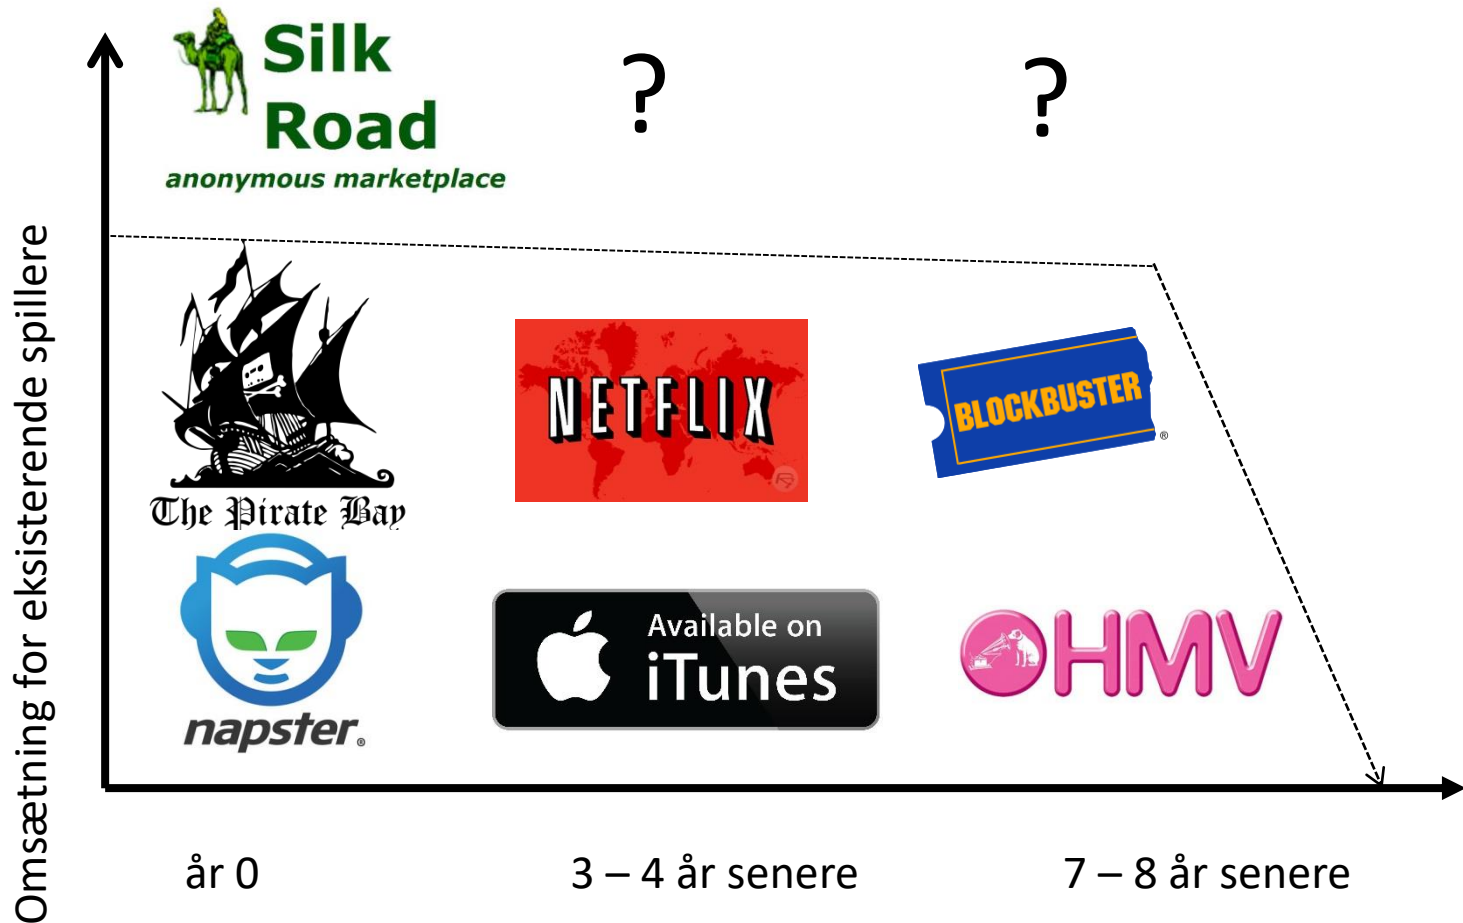 Silk
Road
anonymous marketplace
?
?
Omsætning for eksisterende spillere
The Pirate Bay
NETFLIX
BLOCKBUSTER®
napster®
Available on
iTunes
HMV
år 0
3 – 4 år senere
7 – 8 år senere